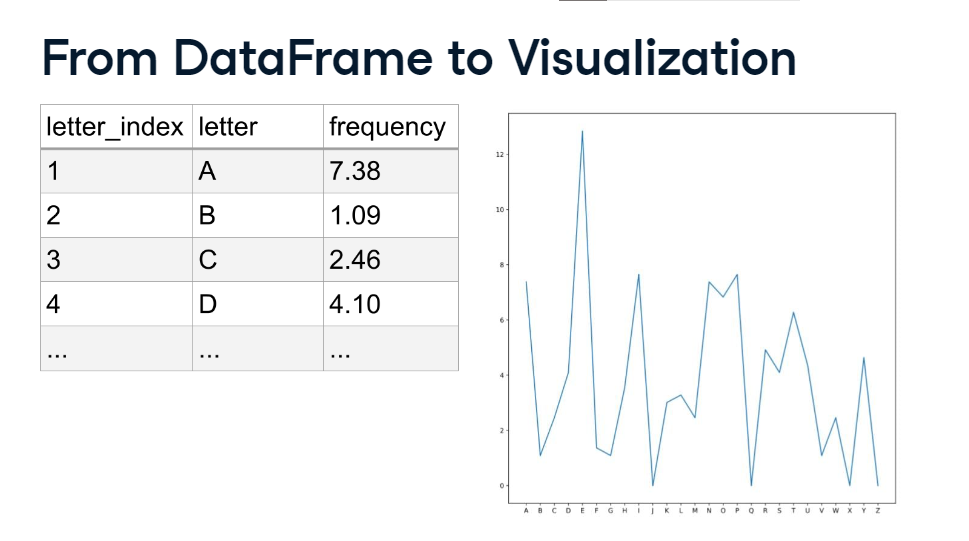 From DataFrame to Visualization
letter_index letter frequency
1 A 7.38
2 B 1.09
3 C 2.46
4 D 4.10
... ... ...
12
10
8
6
4
2
0
A B C D E F G H I J K L M N O P Q R S T U V W X Y Z